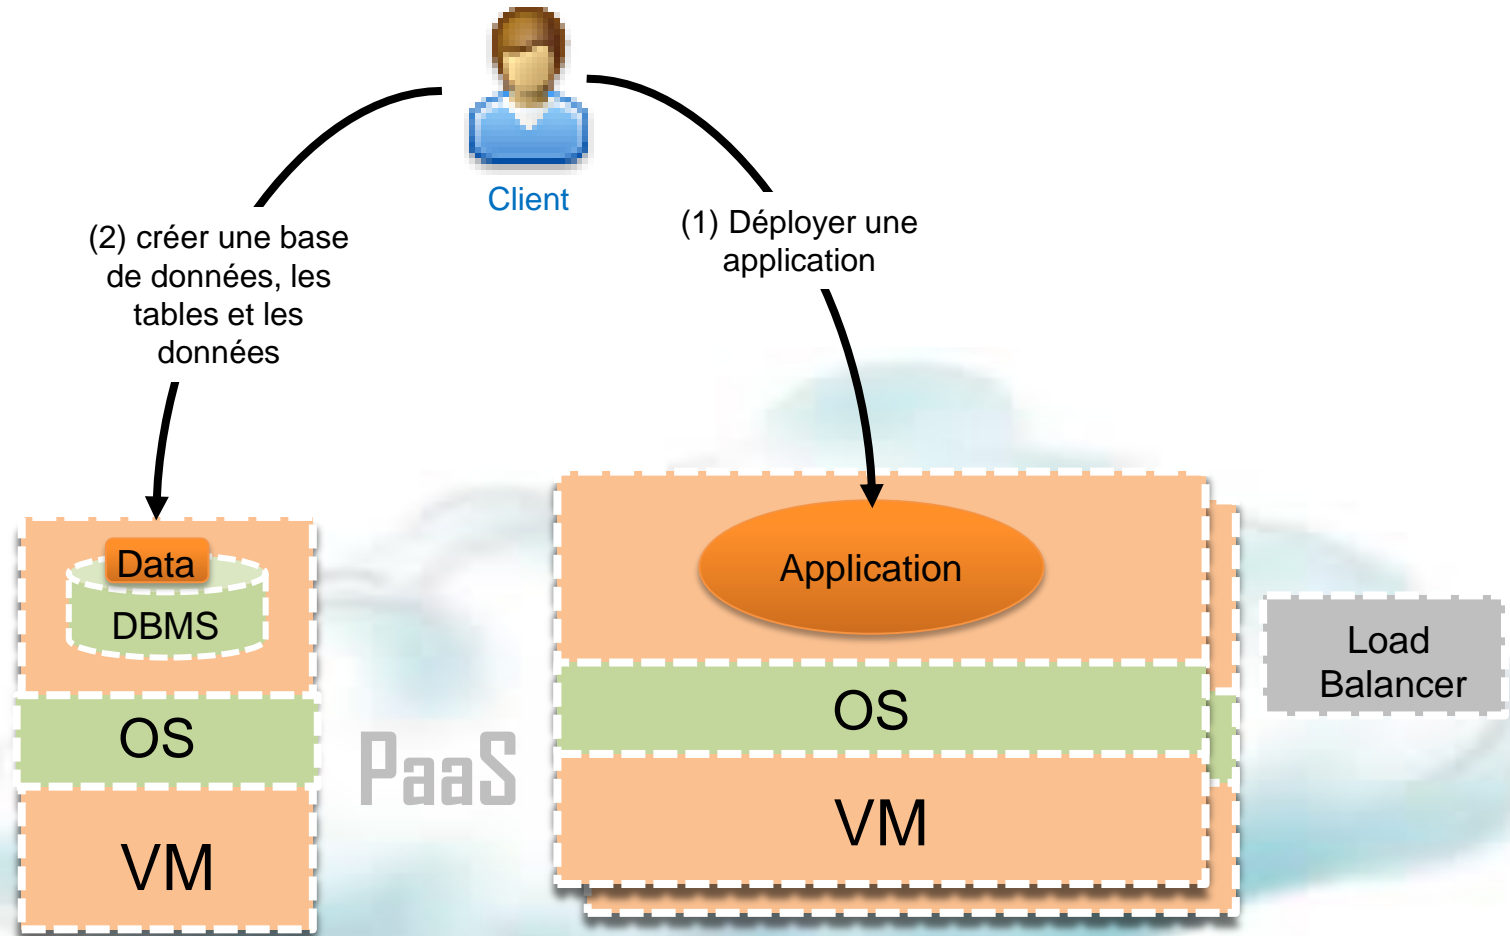 Client
(2) créer une base
de données, les
tables et les
données
(1) Déployer une
application
Data
DBMS
OS
VM
PaaS
Application
OS
VM
Load
Balancer